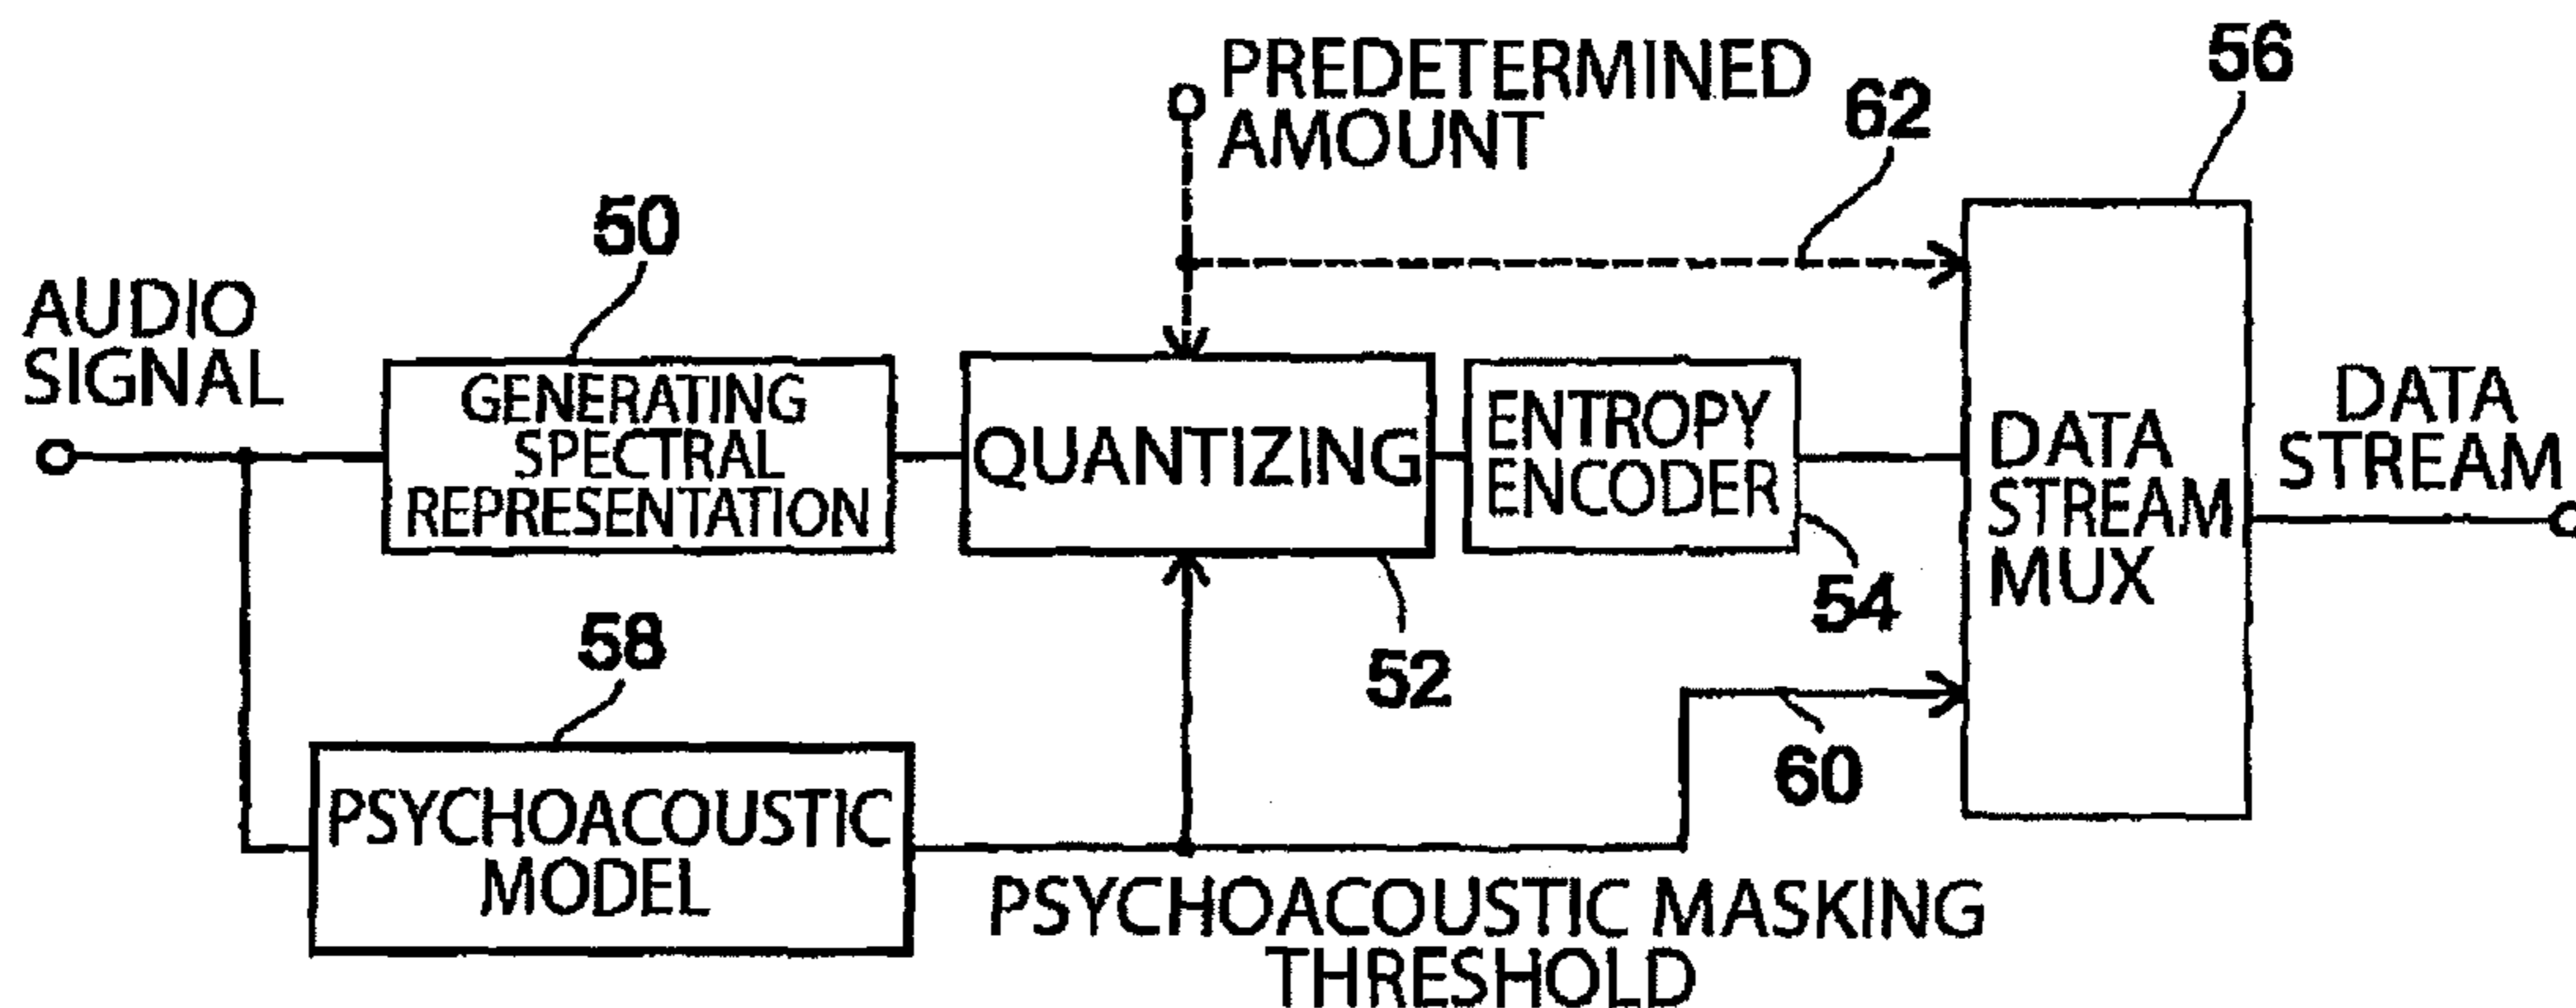 PREDETERMINED
AMOUNT
62
56
50
AUDIO
SIGNAL
GENERATING
SPECTRAL
REPRESENTATION
QUANTIZING
ENTROPY
ENCODER
DATA
STREAM
MUX
DATA
STREAM
54
52
58
60
PSYCHOACOUSTIC
MODEL
PSYCHOACOUSTIC MASKING
THRESHOLD